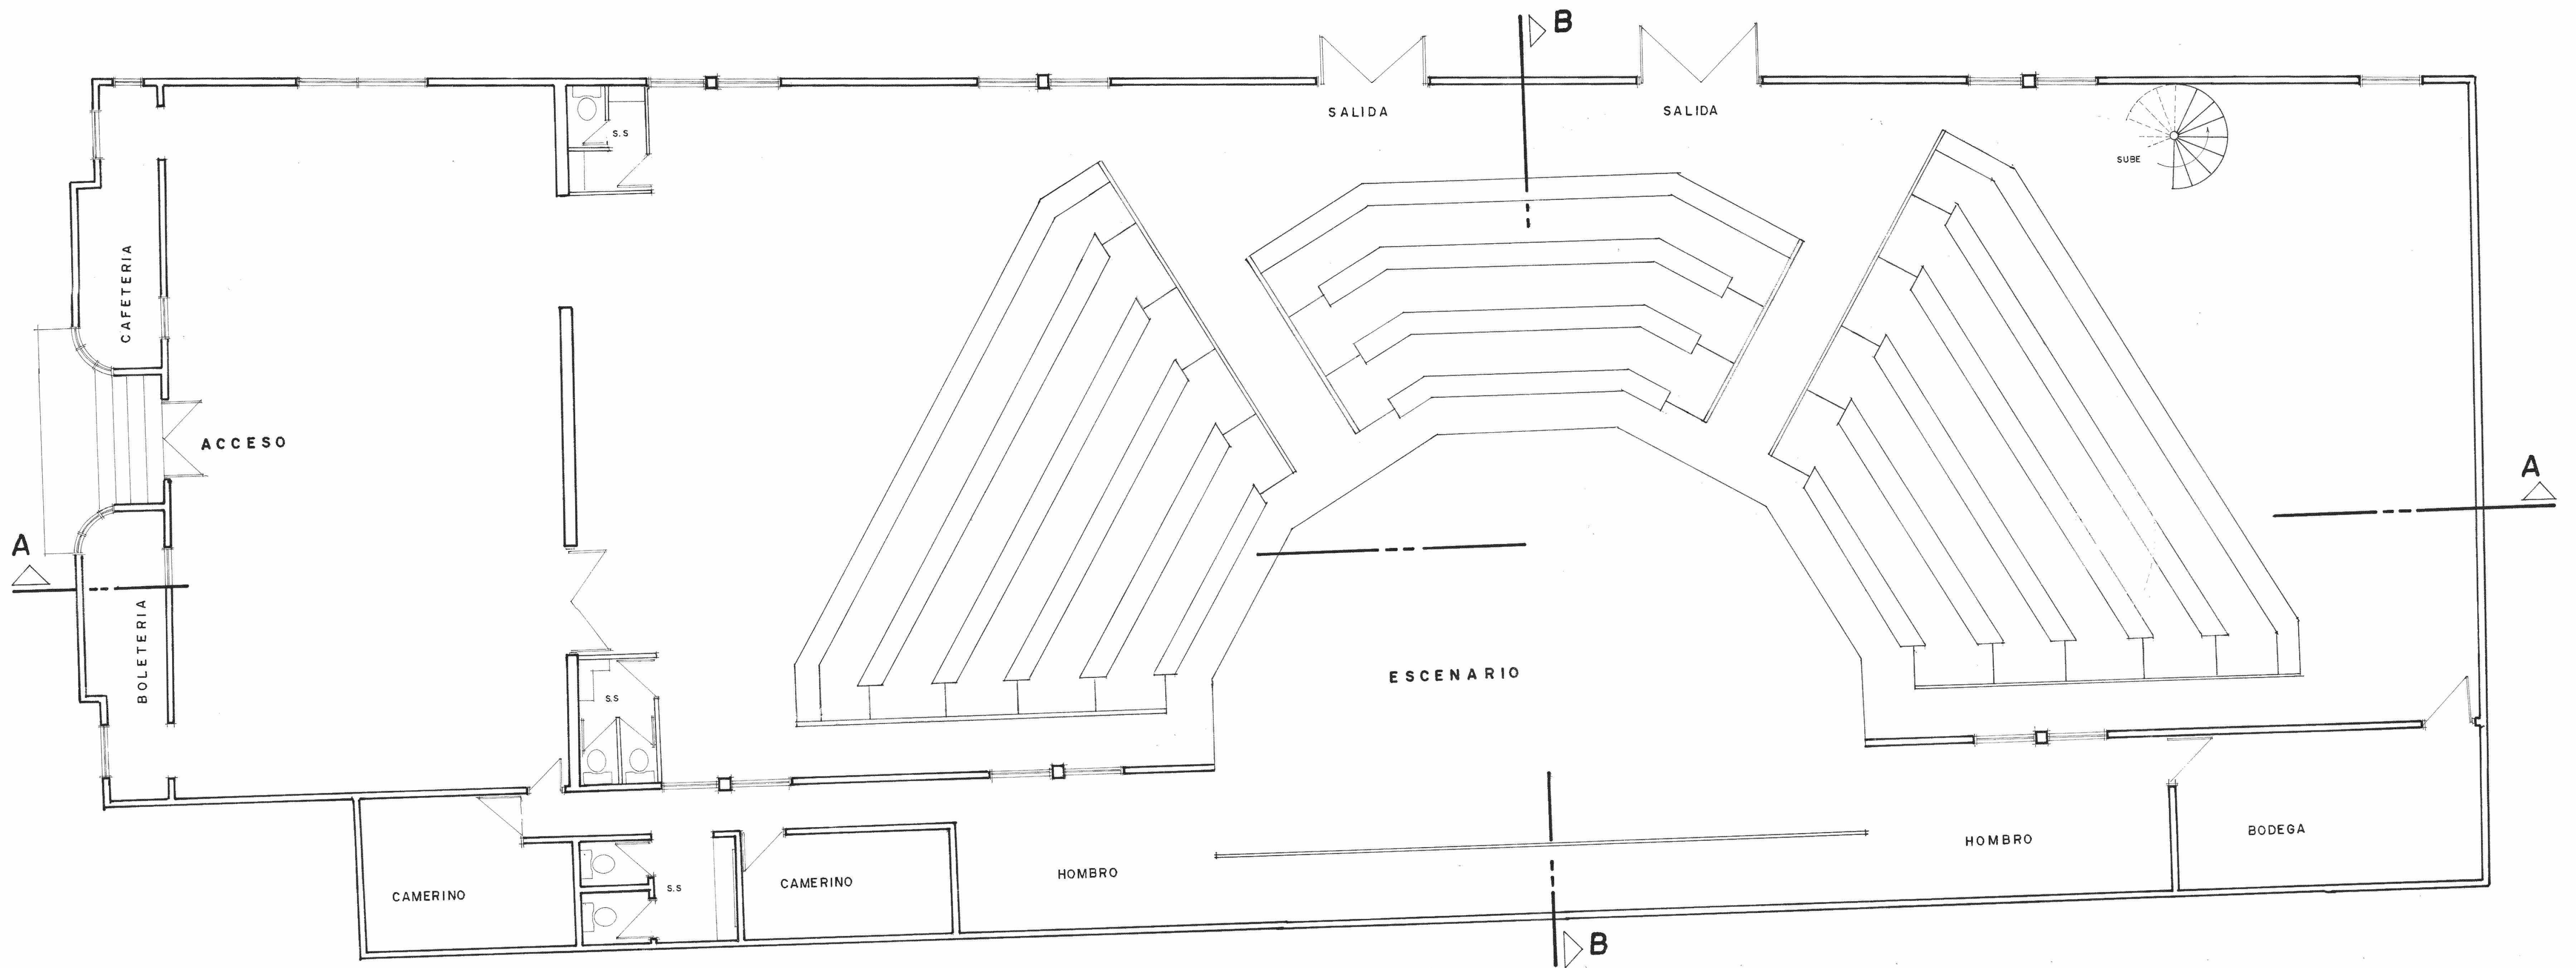 B
SALIDA
SALIDA
S.S
SUBE
CAFETERIA
ACCESO
A
A
BOLETERIA
ESCENARIO
S.S
HOMBRO
BODEGA
CAMERINO
S.S
CAMERINO
HOMBRO
B